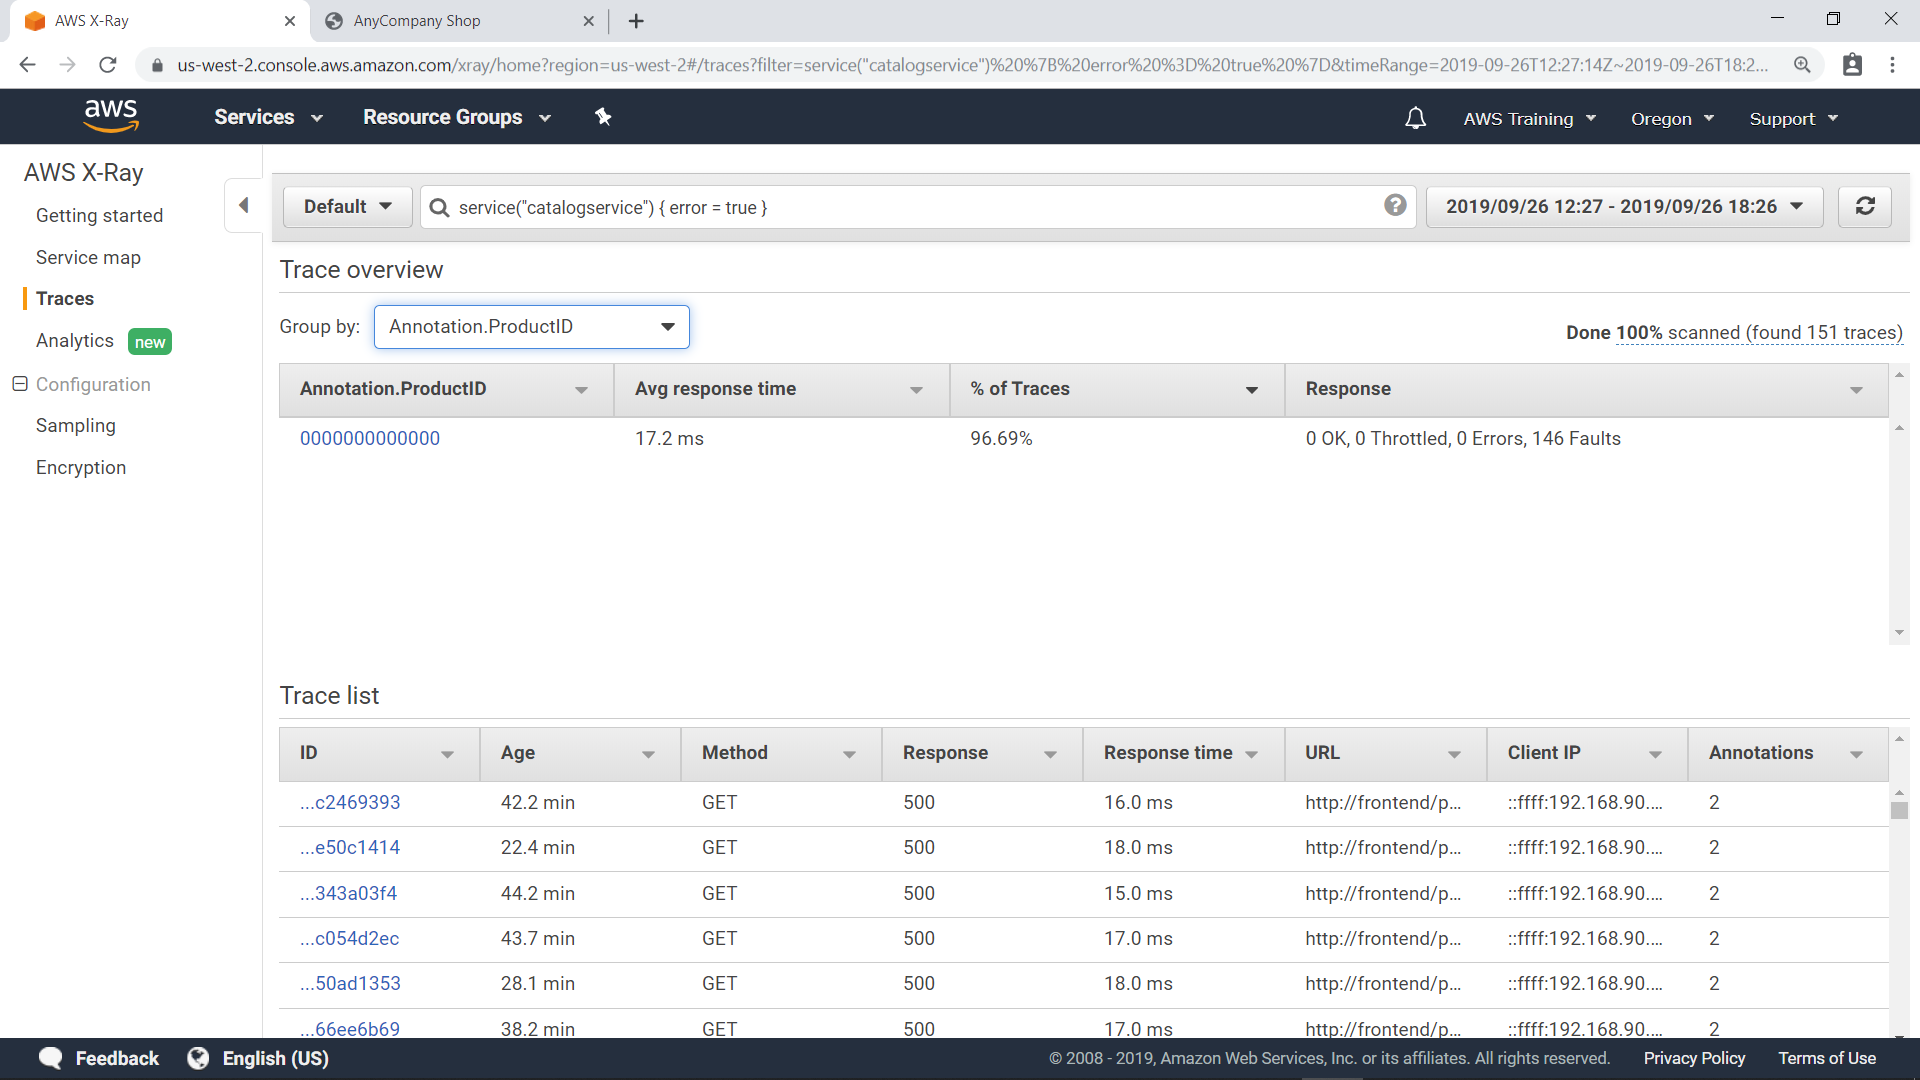 AWS X-Ray
AnyCompany Shop
us-west-2.console.aws.amazon.com/xray/home?region=us-west-2#/traces?filter=service("catalogservice")%20%7B%20error%20%3D%20true%20%7D&timeRange=2019-09-26T12:27:14Z~2019-09-26T18:2...
aws
Services
Resource Groups
AWS Training
Oregon
Support
AWS X-Ray
Getting started
Service map
Traces
Analytics new
Configuration
Sampling
Encryption
Default
service("catalogservice") { error = true }
?
2019/09/26 12:27 - 2019/09/26 18:26
Trace overview
Group by: Annotation.ProductID
Done 100% scanned (found 151 traces)
Annotation.ProductID Avg response time % of Traces Response
0000000000000 17.2 ms 96.69% 0 OK, 0 Throttled, 0 Errors, 146 Faults
Trace list
ID Age Method Response Response time URL Client IP Annotations
...c2469393 42.2 min GET 500 16.0 ms http://frontend/p... ::ffff:192.168.90.... 2
...e50c1414 22.4 min GET 500 18.0 ms http://frontend/p... ::ffff:192.168.90.... 2
...343a03f4 44.2 min GET 500 15.0 ms http://frontend/p... ::ffff:192.168.90.... 2
...c054d2ec 43.7 min GET 500 17.0 ms http://frontend/p... ::ffff:192.168.90.... 2
...50ad1353 28.1 min GET 500 18.0 ms http://frontend/p... ::ffff:192.168.90.... 2
...66ee6b69 38.2 min GET 500 17.0 ms http://frontend/p... ::ffff:192.168.90.... 2
Feedback
English (US)
© 2008 - 2019, Amazon Web Services, Inc. or its affiliates. All rights reserved.
Privacy Policy
Terms of Use